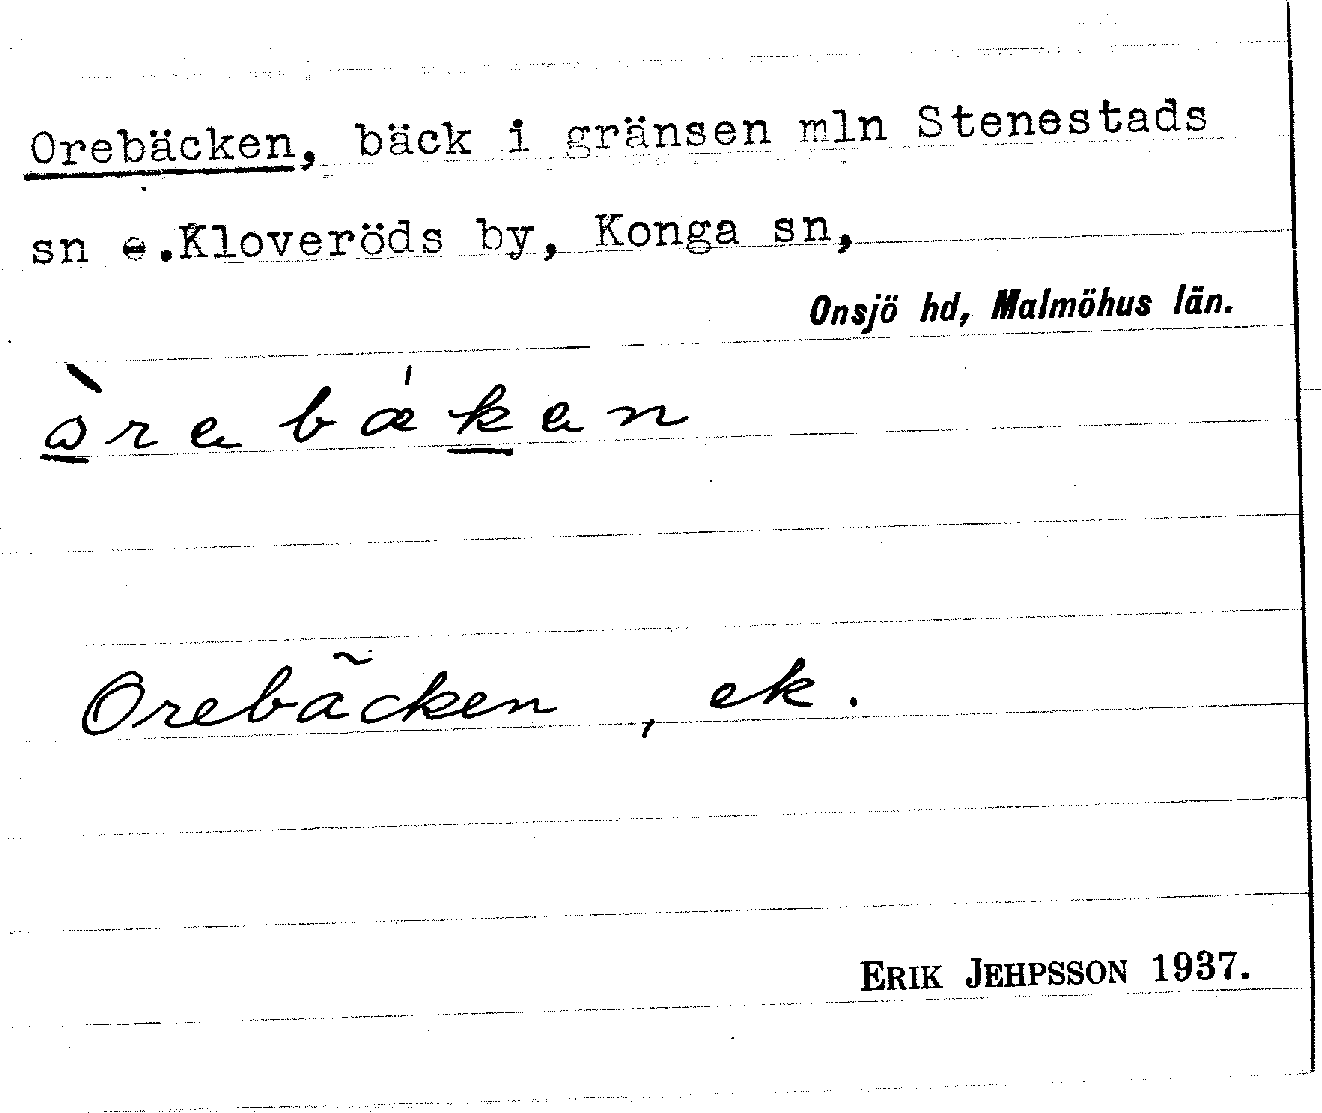 Orebäcken, bäck i gränsen mln Stenestads
sn o.Kloveröds by, Konga sn,
Onsjö hd, Malmöhus län.
Orebäcken, ek.
ERIK JEHPSSON 1937.